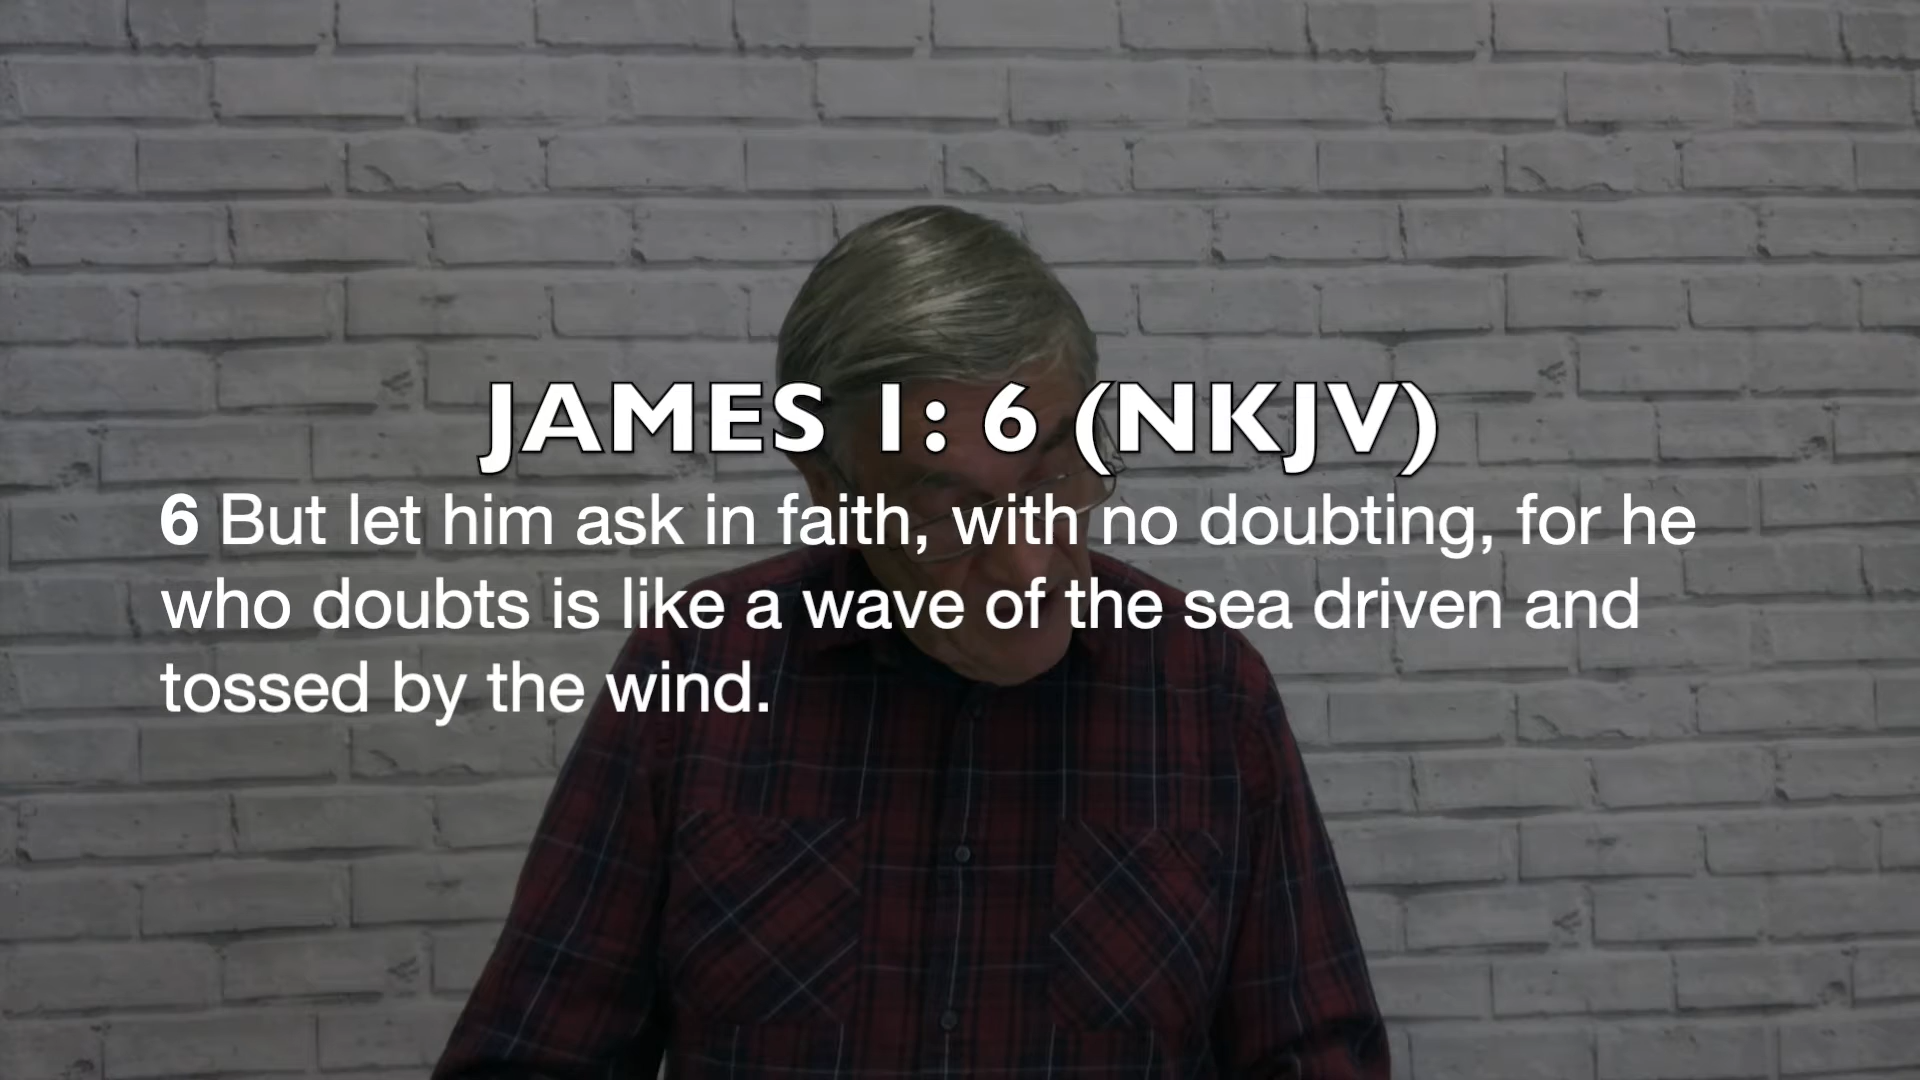 JAMES 1: 6 (NKJV)
6 But let him ask in faith, with no doubting, for he
who doubts is like a wave of the sea driven and
tossed by the wind.